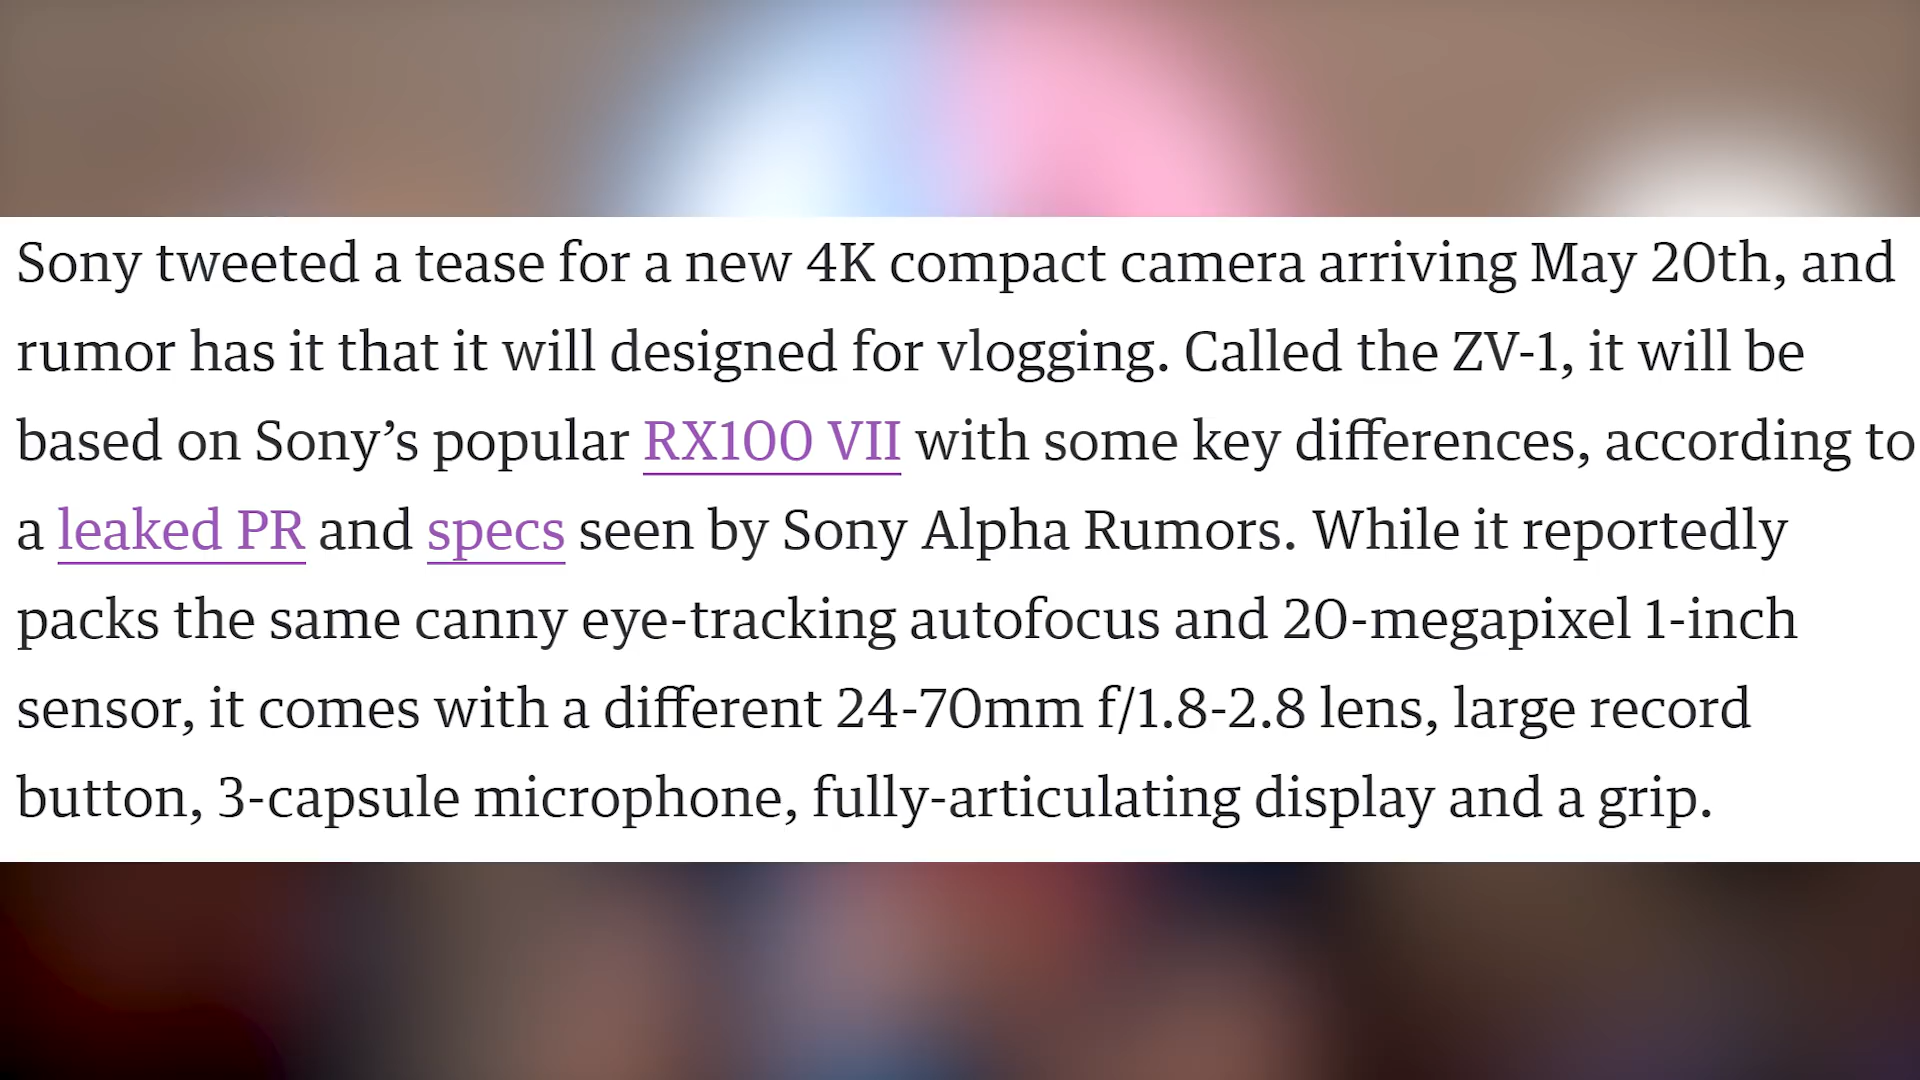 Sony tweeted a tease for a new 4K compact camera arriving May 20th, and
rumor has it that it will designed for vlogging. Called the ZV-1, it will be
based on Sony’s popular RX100 VII with some key differences, according to
a leaked PR and specs seen by Sony Alpha Rumors. While it reportedly
packs the same canny eye-tracking autofocus and 20-megapixel 1-inch
sensor, it comes with a different 24-70mm f/1.8-2.8 lens, large record
button, 3-capsule microphone, fully-articulating display and a grip.